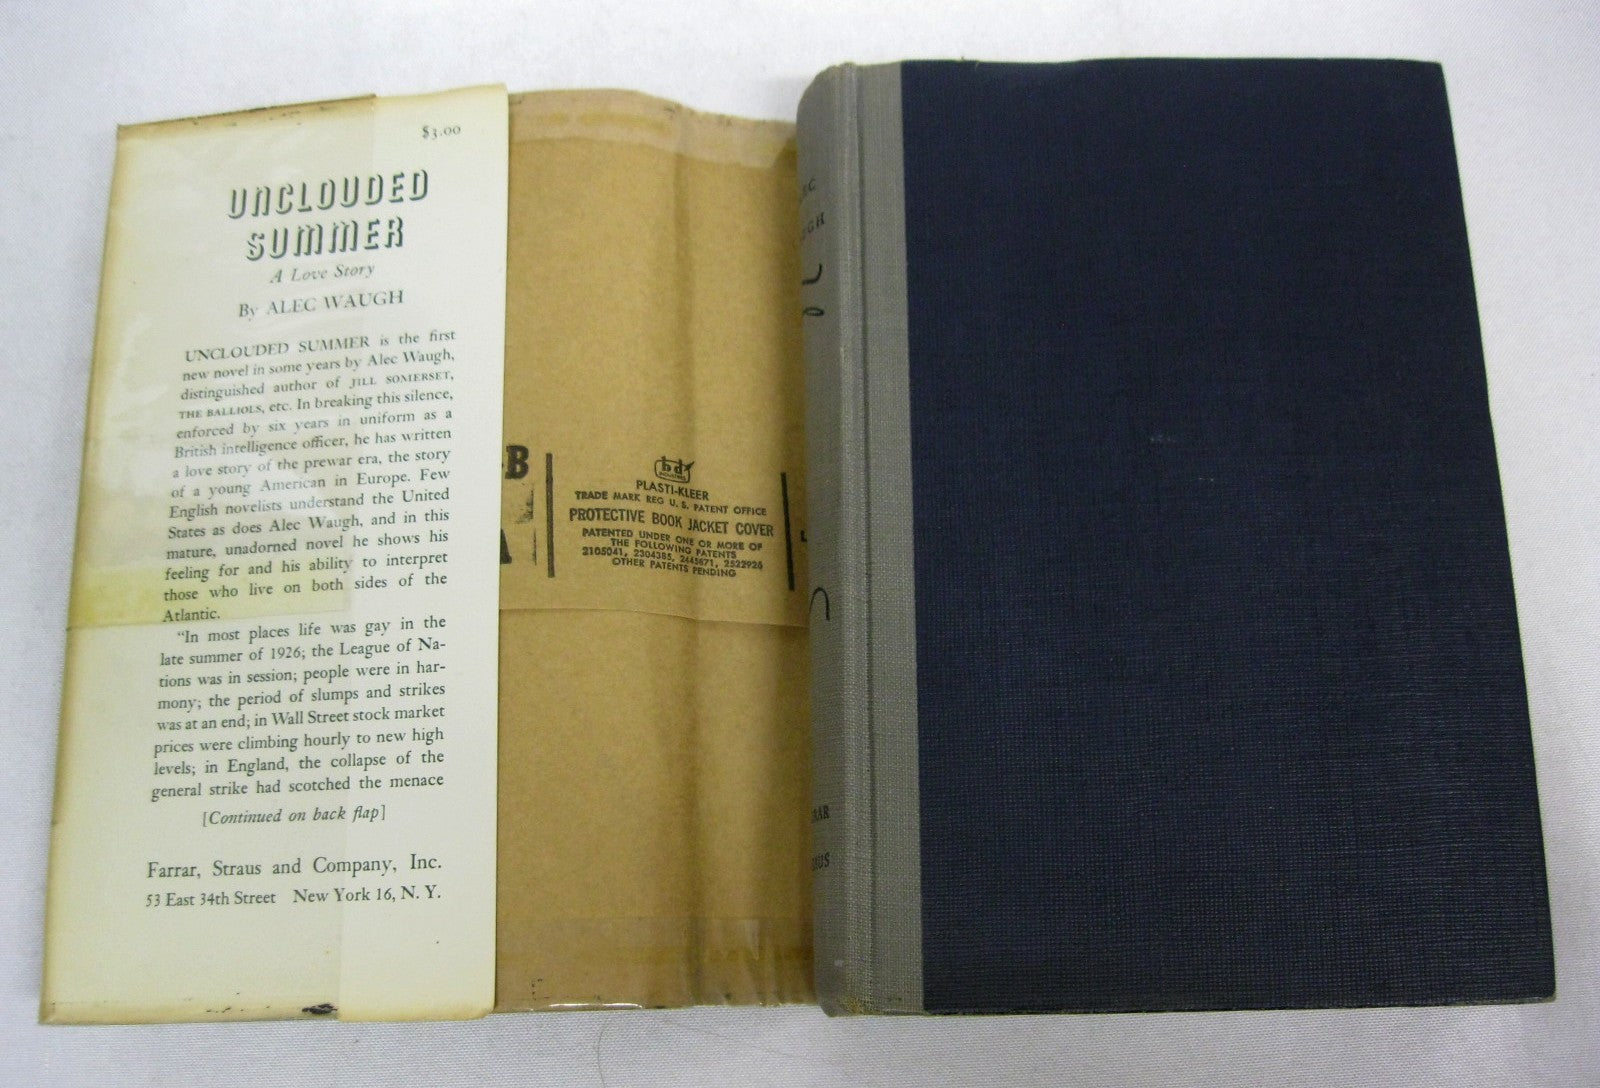 $3.00
UNCLOUDED
SUMMER
A Love Story
By ALEC WAUGH
UNCLOUDED SUMMER is the first
new novel in some years by Alec Waugh,
distinguished author of JILL SOMERSET,
THE BALLIOLS, etc. In breaking this silence,
enforced by six years in uniform as a
British intelligence officer, he has written
a love story of the prewar era, the story
of a young American in Europe. Few
English novelists understand the United
States as does Alec Waugh, and in this
mature, unadorned novel he shows his
feeling for and his ability to interpret
those who live on both sides of the
Atlantic.
"In most places life was gay in the
late summer of 1926; the League of Na-
tions was in session; people were in har-
mony; the period of slumps and strikes
was at an end; in Wall Street stock market
prices were climbing hourly to new high
levels; in England, the collapse of the
general strike had scotched the menace
[Continued on back flap]
Farrar, Straus and Company, Inc.
53 East 34th Street New York 16, N. Y.
B
bd
INDUSTRIES
PLASTI-KLEER
TRADE MARK REG U. S. PATENT OFFICE
PROTECTIVE BOOK JACKET COVER
PATENTED UNDER ONE OR MORE OF
THE FOLLOWING PATENTS
2105041, 2304385, 2445671, 2522926
OTHER PATENTS PENDING